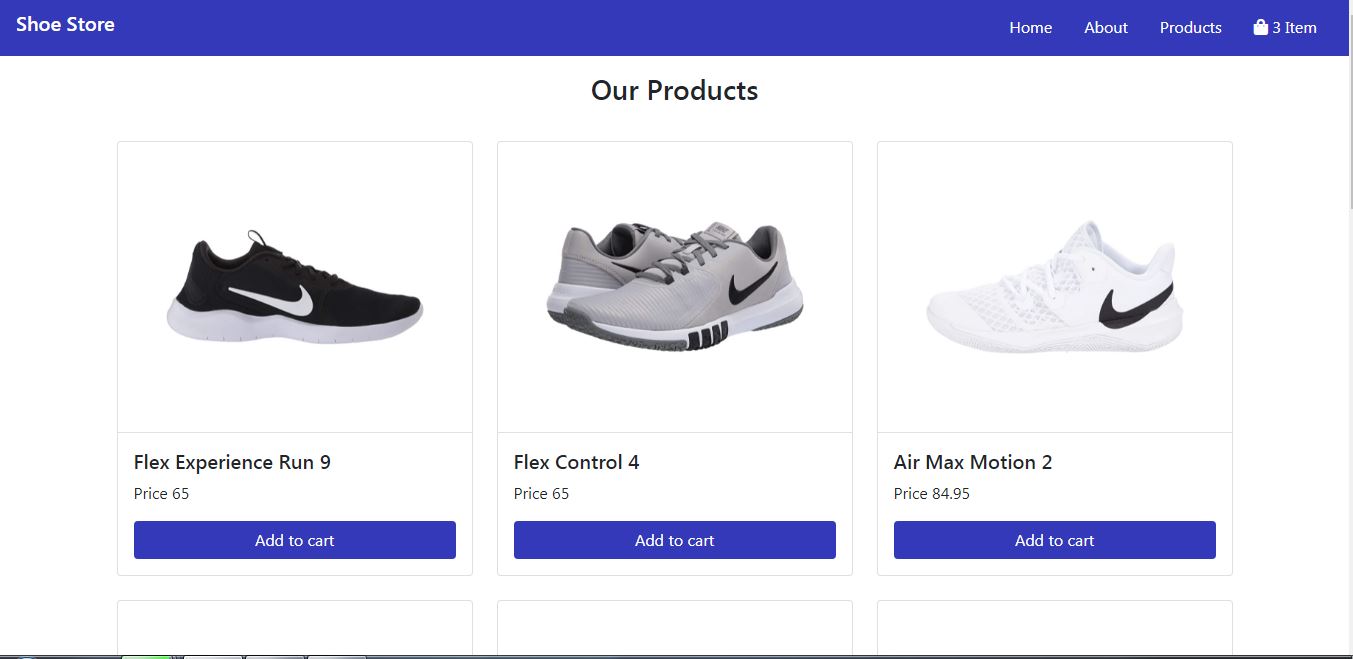 Shoe Store
Home About Products 3 Item
Our Products
Flex Experience Run 9
Price 65
Add to cart
Flex Control 4
Price 65
Add to cart
Air Max Motion 2
Price 84.95
Add to cart